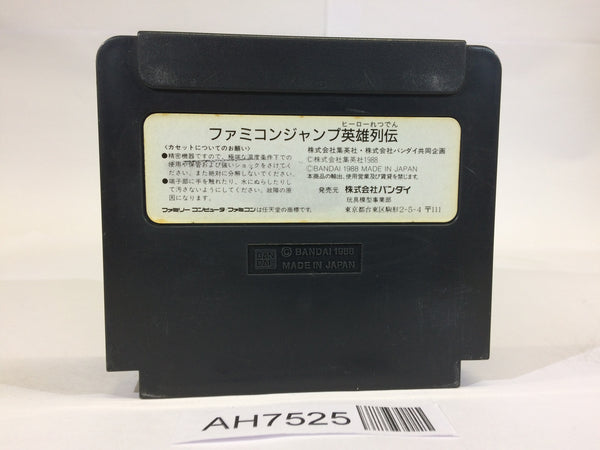 ヒーローれつでん
ファミコンジャンプ英雄列伝
〈カセットについてのお願い〉
●精密機器ですので、極端な温度条件下での
使用や保管および強いショックをさけてく
ださい。また絶対に分解しないでください。
●端子部に手を触れたり、水にぬらしたりし
て汚さないようにしてください。故障の原
因になります。
ファミリー コンピュータ・ファミコンは任天堂の商標です。
株式会社集英社・株式会社バンダイ共同企画
©株式会社集英社1988
©BANDAI 1988 MADE IN JAPAN
本商品の輸出、使用営業及び賃貸を禁じます。
発売元 株式会社バンダイ
玩具模型事業部
東京都台東区駒形2-5-4 〒111
BAN
DAI
© BANDAI 1988
MADE IN JAPAN
AH7525